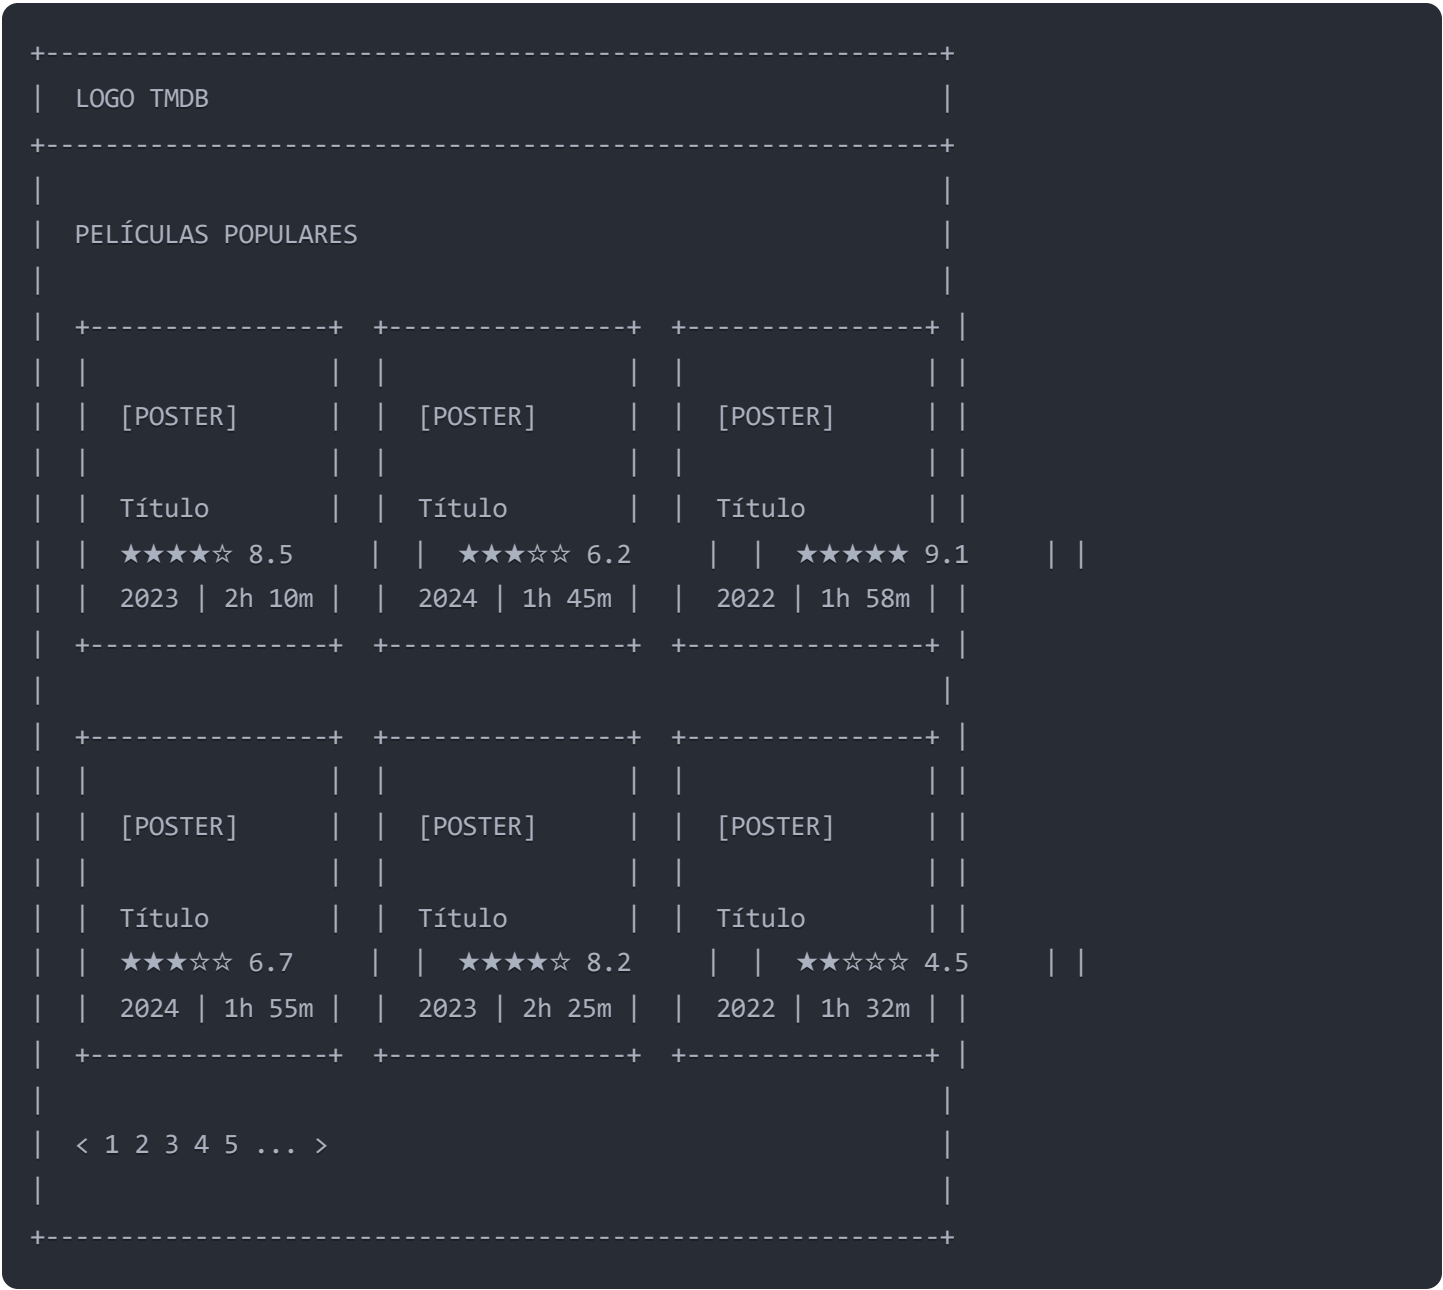 +------------------------------------------------------------+
|  LOGO TMDB                                                 |
+------------------------------------------------------------+
|                                                            |
|  PELÍCULAS POPULARES                                       |
|                                                            |
|  +----------------+  +----------------+  +----------------+ |
|  |                |  |                |  |                | |
|  |  [POSTER]      |  |  [POSTER]      |  |  [POSTER]      | |
|  |                |  |                |  |                | |
|  |  Título        |  |  Título        |  |  Título        | |
|  |  ★★★★☆ 8.5     |  |  ★★★☆☆ 6.2     |  |  ★★★★★ 9.1     | |
|  |  2023 | 2h 10m |  |  2024 | 1h 45m |  |  2022 | 1h 58m | |
|  +----------------+  +----------------+  +----------------+ |
|                                                            |
|  +----------------+  +----------------+  +----------------+ |
|  |                |  |                |  |                | |
|  |  [POSTER]      |  |  [POSTER]      |  |  [POSTER]      | |
|  |                |  |                |  |                | |
|  |  Título        |  |  Título        |  |  Título        | |
|  |  ★★★☆☆ 6.7     |  |  ★★★★☆ 8.2     |  |  ★★☆☆☆ 4.5     | |
|  |  2024 | 1h 55m |  |  2023 | 2h 25m |  |  2022 | 1h 32m | |
|  +----------------+  +----------------+  +----------------+ |
|                                                            |
|  < 1 2 3 4 5 ... >                                         |
|                                                            |
+------------------------------------------------------------+